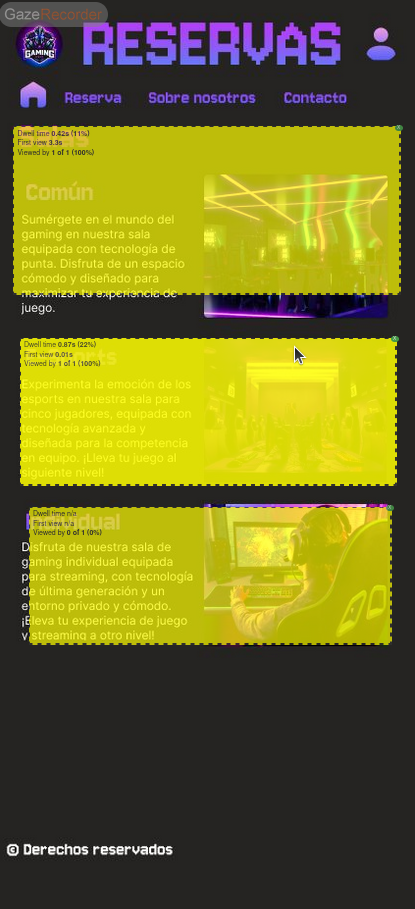 GazeRecorder
GAMING
RESERVAS
Reserva
Sobre nosotros
Contacto
Dwell time 0.42s (11%)
First view 3.3s
Viewed by 1 of 1 (100%)
Común
Sumérgete en el mundo del
gaming en nuestra sala
equipada con tecnología de
punta. Disfruta de un espacio
cómodo y diseñado para
maximizar tu experiencia de
juego.
Dwell time 0.87s (22%)
First view 0.01s
Viewed by 1 of 1 (100%)
Experimenta la emoción de los
esports en nuestra sala para
cinco jugadores, equipada con
tecnología avanzada y
diseñada para la competencia
en equipo. ¡Lleva tu juego al
siguiente nivel!
Dwell time n/a
First view n/a
Viewed by 0 of 1 (0%)
Disfruta de nuestra sala de
gaming individual equipada
para streaming, con tecnología
de última generación y un
entorno privado y cómodo.
¡Lleva tu experiencia de juego
y streaming a otro nivel!
© Derechos reservados